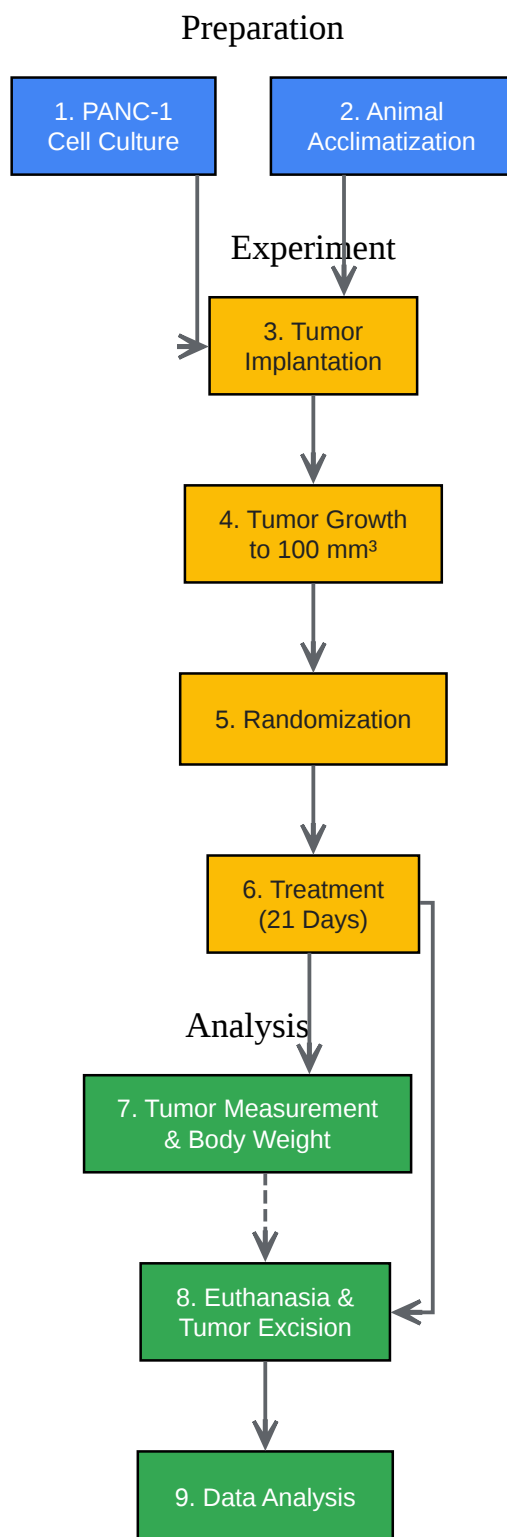 Preparation
1. PANC-1
Cell Culture
2. Animal
Acclimatization
Experiment
3. Tumor
Implantation
4. Tumor Growth
to 100 mm³
5. Randomization
6. Treatment
(21 Days)
Analysis
7. Tumor Measurement
& Body Weight
8. Euthanasia &
Tumor Excision
9. Data Analysis